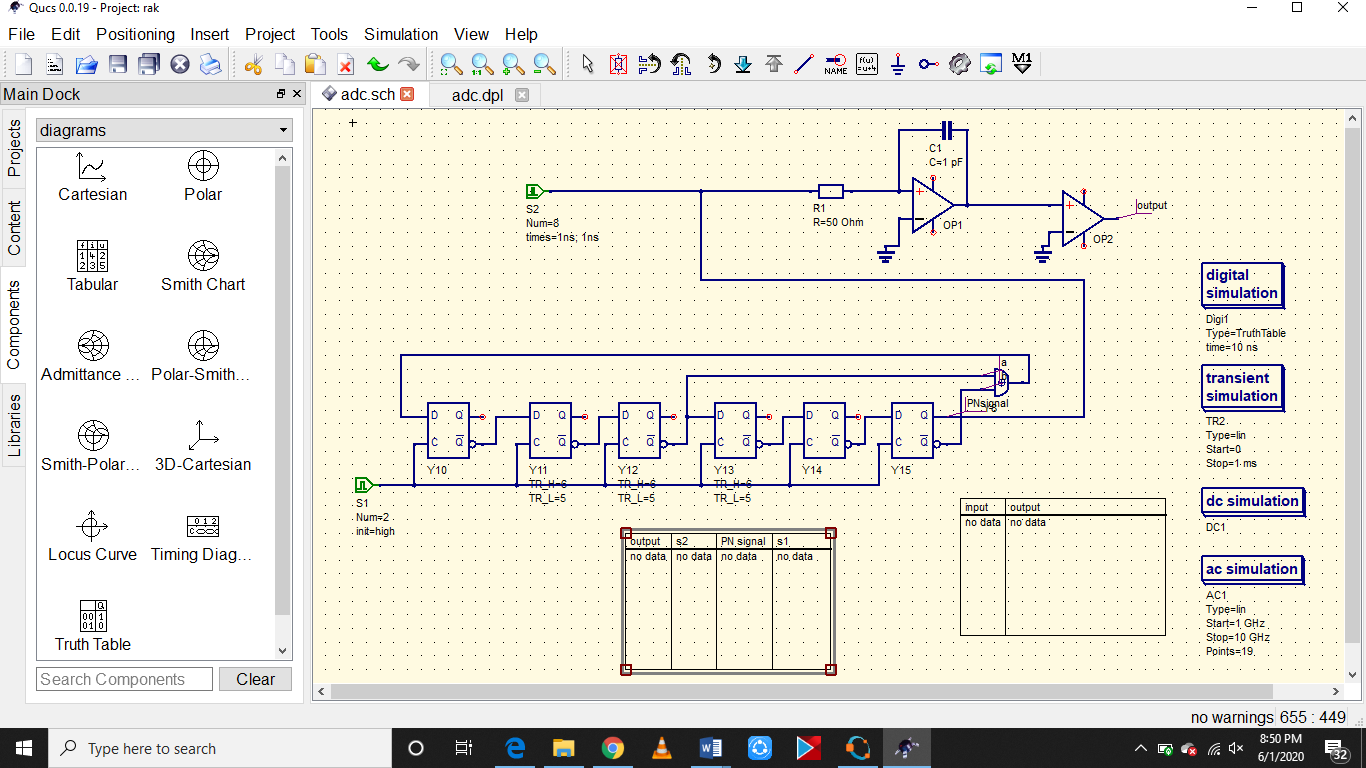 Qucs 0.0.19 - Project: rak
File Edit Positioning Insert Project Tools Simulation View Help
NAME
M1
Main Dock
adc.sch
adc.dpl
Projects
Content
Components
Libraries
diagrams
Cartesian
Polar
Tabular
Smith Chart
Admittance ...
Polar-Smith...
Smith-Polar...
3D-Cartesian
Locus Curve
Timing Diag...
Truth Table
Search Components
Clear
C1
C=1 pF
S2
Num=8
times=1ns; 1ns
R1
R=50 Ohm
OP1
OP2
output
digital
simulation
Digi1
Type=TruthTable
time=10 ns
transient
simulation
TR2
Type=lin
Start=0
Stop=1 ms
dc simulation
DC1
ac simulation
AC1
Type=lin
Start=1 GHz
Stop=10 GHz
Points=19
a
PNsignal
D Q D Q D Q D Q D Q D Q
C Q C Q C Q C Q C Q C Q
Y10 Y11 Y12 Y13 Y14 Y15
TR_H=6 TR_H=6 TR_H=6
TR_L=5 TR_L=5 TR_L=5
S1
Num=2
init=high
output s2 PN signal s1
no data no data no data no data
input output
no data no data
no warnings 655 : 449
Type here to search
8:50 PM
6/1/2020
32